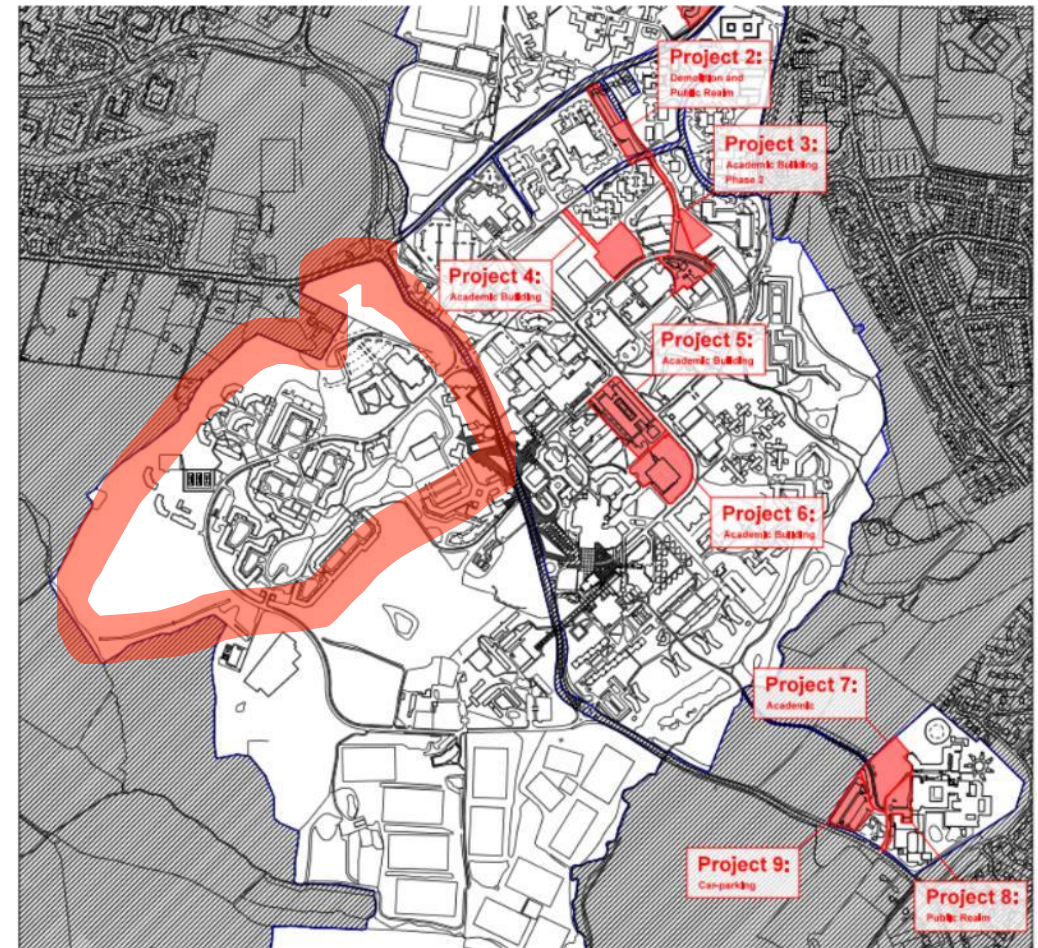 Project 2:
Demolition and
Public Realm
Project 3:
Academic Building
Phase 2
Project 4:
Academic Building
Project 5:
Academic Building
Project 6:
Academic Building
Project 7:
Academic
Project 9:
Car-parking
Project 8:
Public Realm